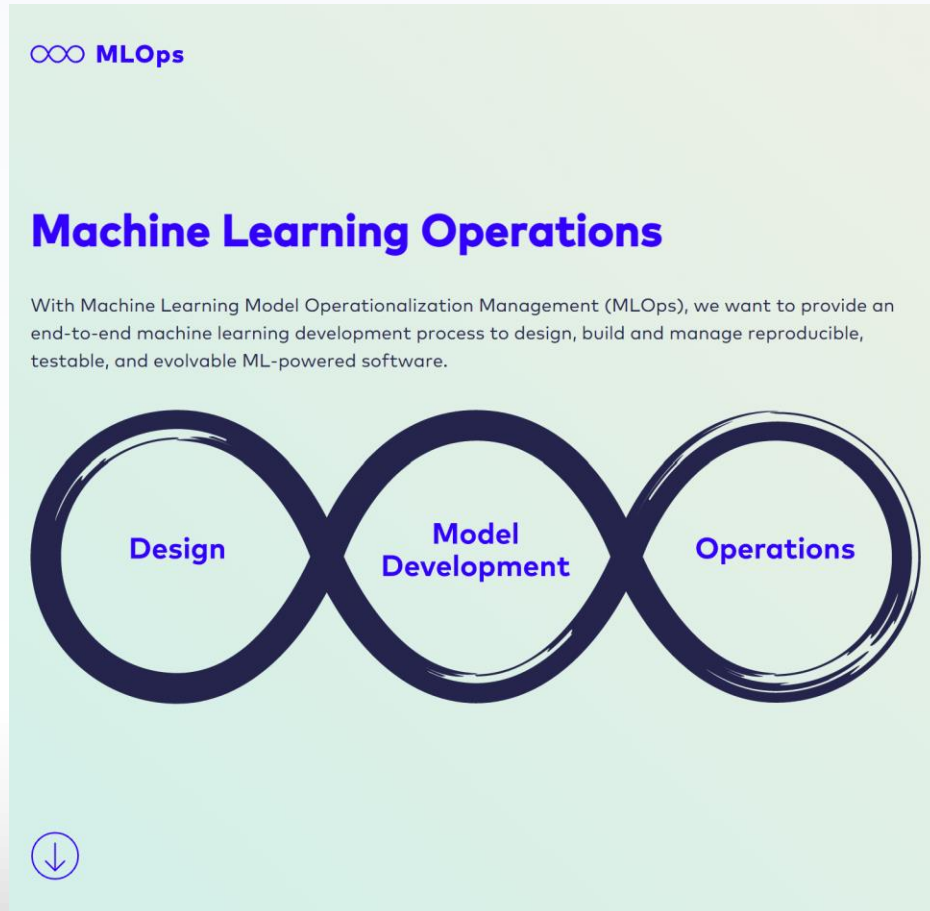 MLOps
Machine Learning Operations
With Machine Learning Model Operationalization Management (MLOps), we want to provide an
end-to-end machine learning development process to design, build and manage reproducible,
testable, and evolvable ML-powered software.
Design
Model
Development
Operations